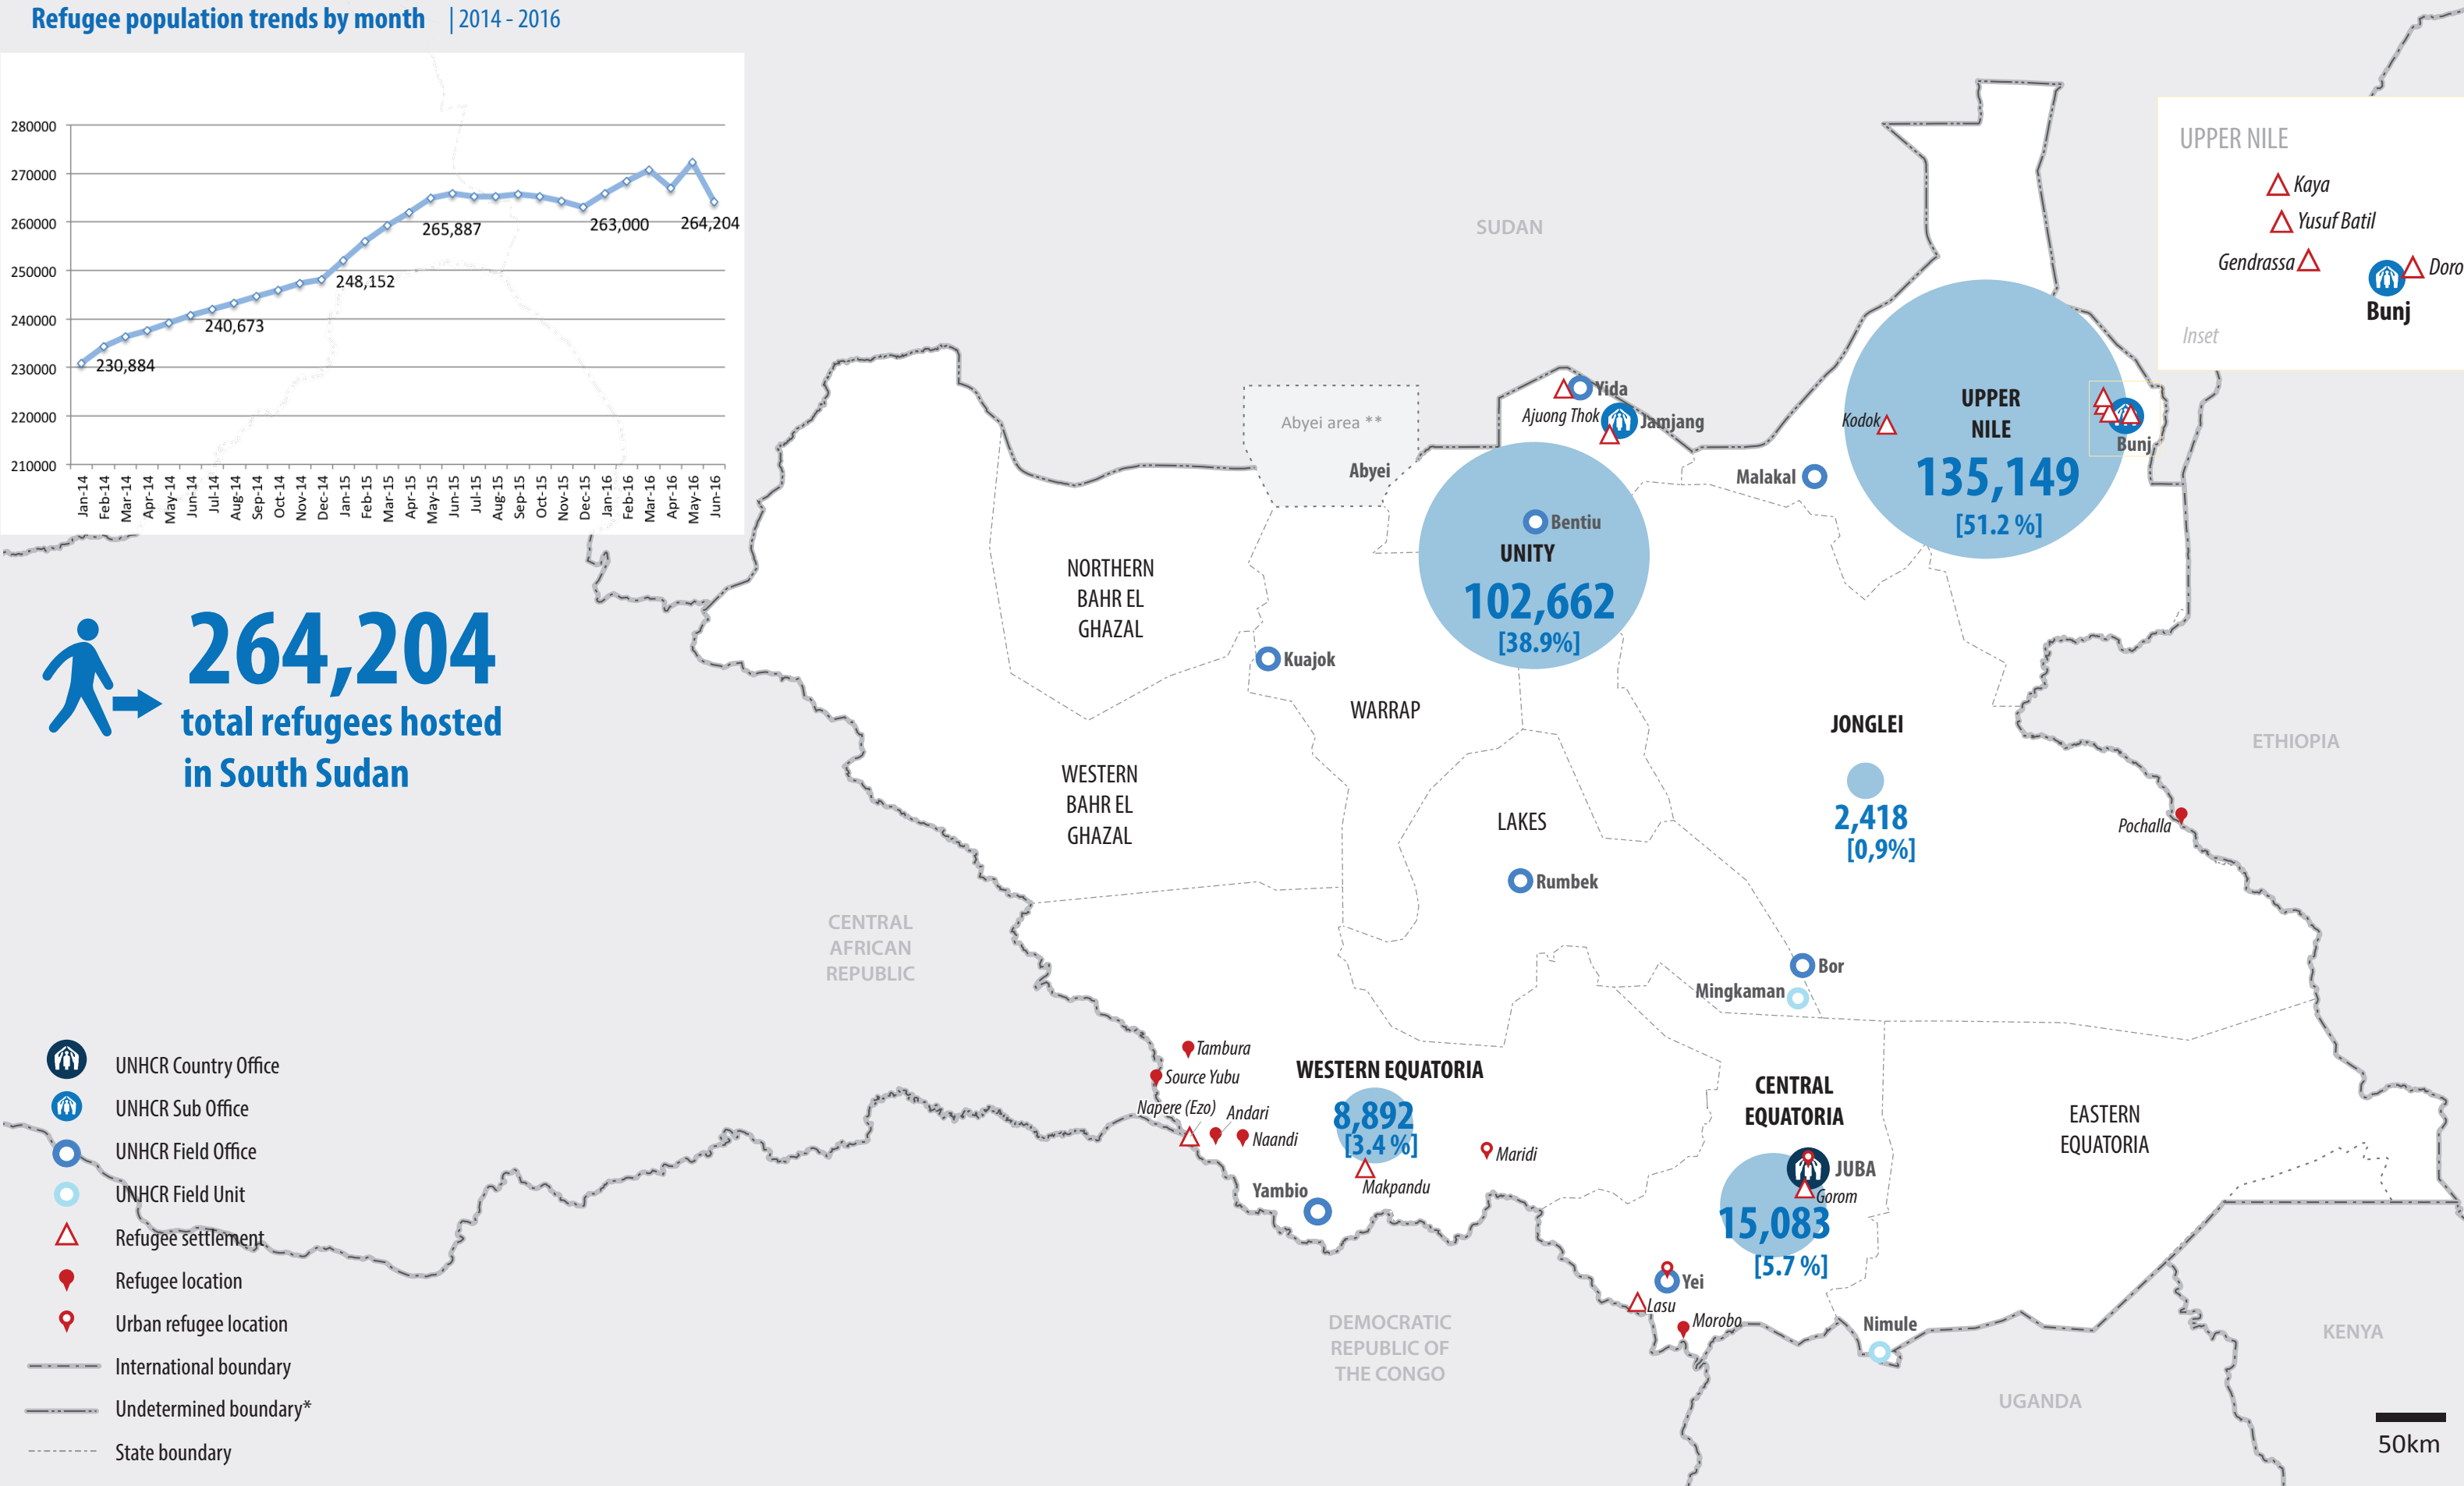 Refugee population trends by month | 2014 - 2016
280000
270000
260000
250000
240000
230000
220000
210000
230,884
240,673
248,152
265,887
263,000
264,204
Jan-14
Feb-14
Mar-14
Apr-14
May-14
Jun-14
Jul-14
Aug-14
Sep-14
Oct-14
Nov-14
Dec-14
Jan-15
Feb-15
Mar-15
Apr-15
May-15
Jun-15
Jul-15
Aug-15
Sep-15
Oct-15
Nov-15
Dec-15
Jan-16
Feb-16
Mar-16
Apr-16
May-16
Jun-16
264,204
total refugees hosted
in South Sudan
UNHCR Country Office
UNHCR Sub Office
UNHCR Field Office
UNHCR Field Unit
Refugee settlement
Refugee location
Urban refugee location
International boundary
Undetermined boundary*
State boundary
SUDAN
UPPER NILE
Kaya
Yusuf Batil
Gendrassa
Doro
Bunj
Inset
Abyei area **
Abyei
Yida
Ajuong Thok
Jamjang
Kodok
UPPER
NILE
135,149
[51.2 %]
Bunj
Malakal
Bentiu
UNITY
102,662
[38.9%]
NORTHERN
BAHR EL
GHAZAL
Kuajok
WARRAP
WESTERN
BAHR EL
GHAZAL
LAKES
Rumbek
JONGLEI
2,418
[0,9%]
ETHIOPIA
Pochalla
CENTRAL
AFRICAN
REPUBLIC
Bor
Mingkaman
Tambura
Source Yubu
Napere (Ezo)
Andari
Naandi
WESTERN EQUATORIA
8,892
[3.4 %]
Makpandu
Maridi
Yambio
CENTRAL
EQUATORIA
JUBA
Gorom
15,083
[5.7 %]
EASTERN
EQUATORIA
Yei
Lasu
Morobo
Nimule
DEMOCRATIC
REPUBLIC OF
THE CONGO
UGANDA
KENYA
50km